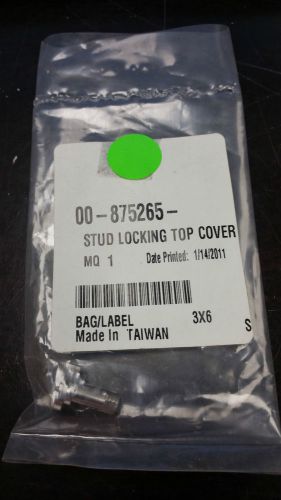 00-875265-
STUD LOCKING TOP COVER
MQ 1 Date Printed: 1/14/2011
BAG/LABEL 3X6
Made In TAIWAN S